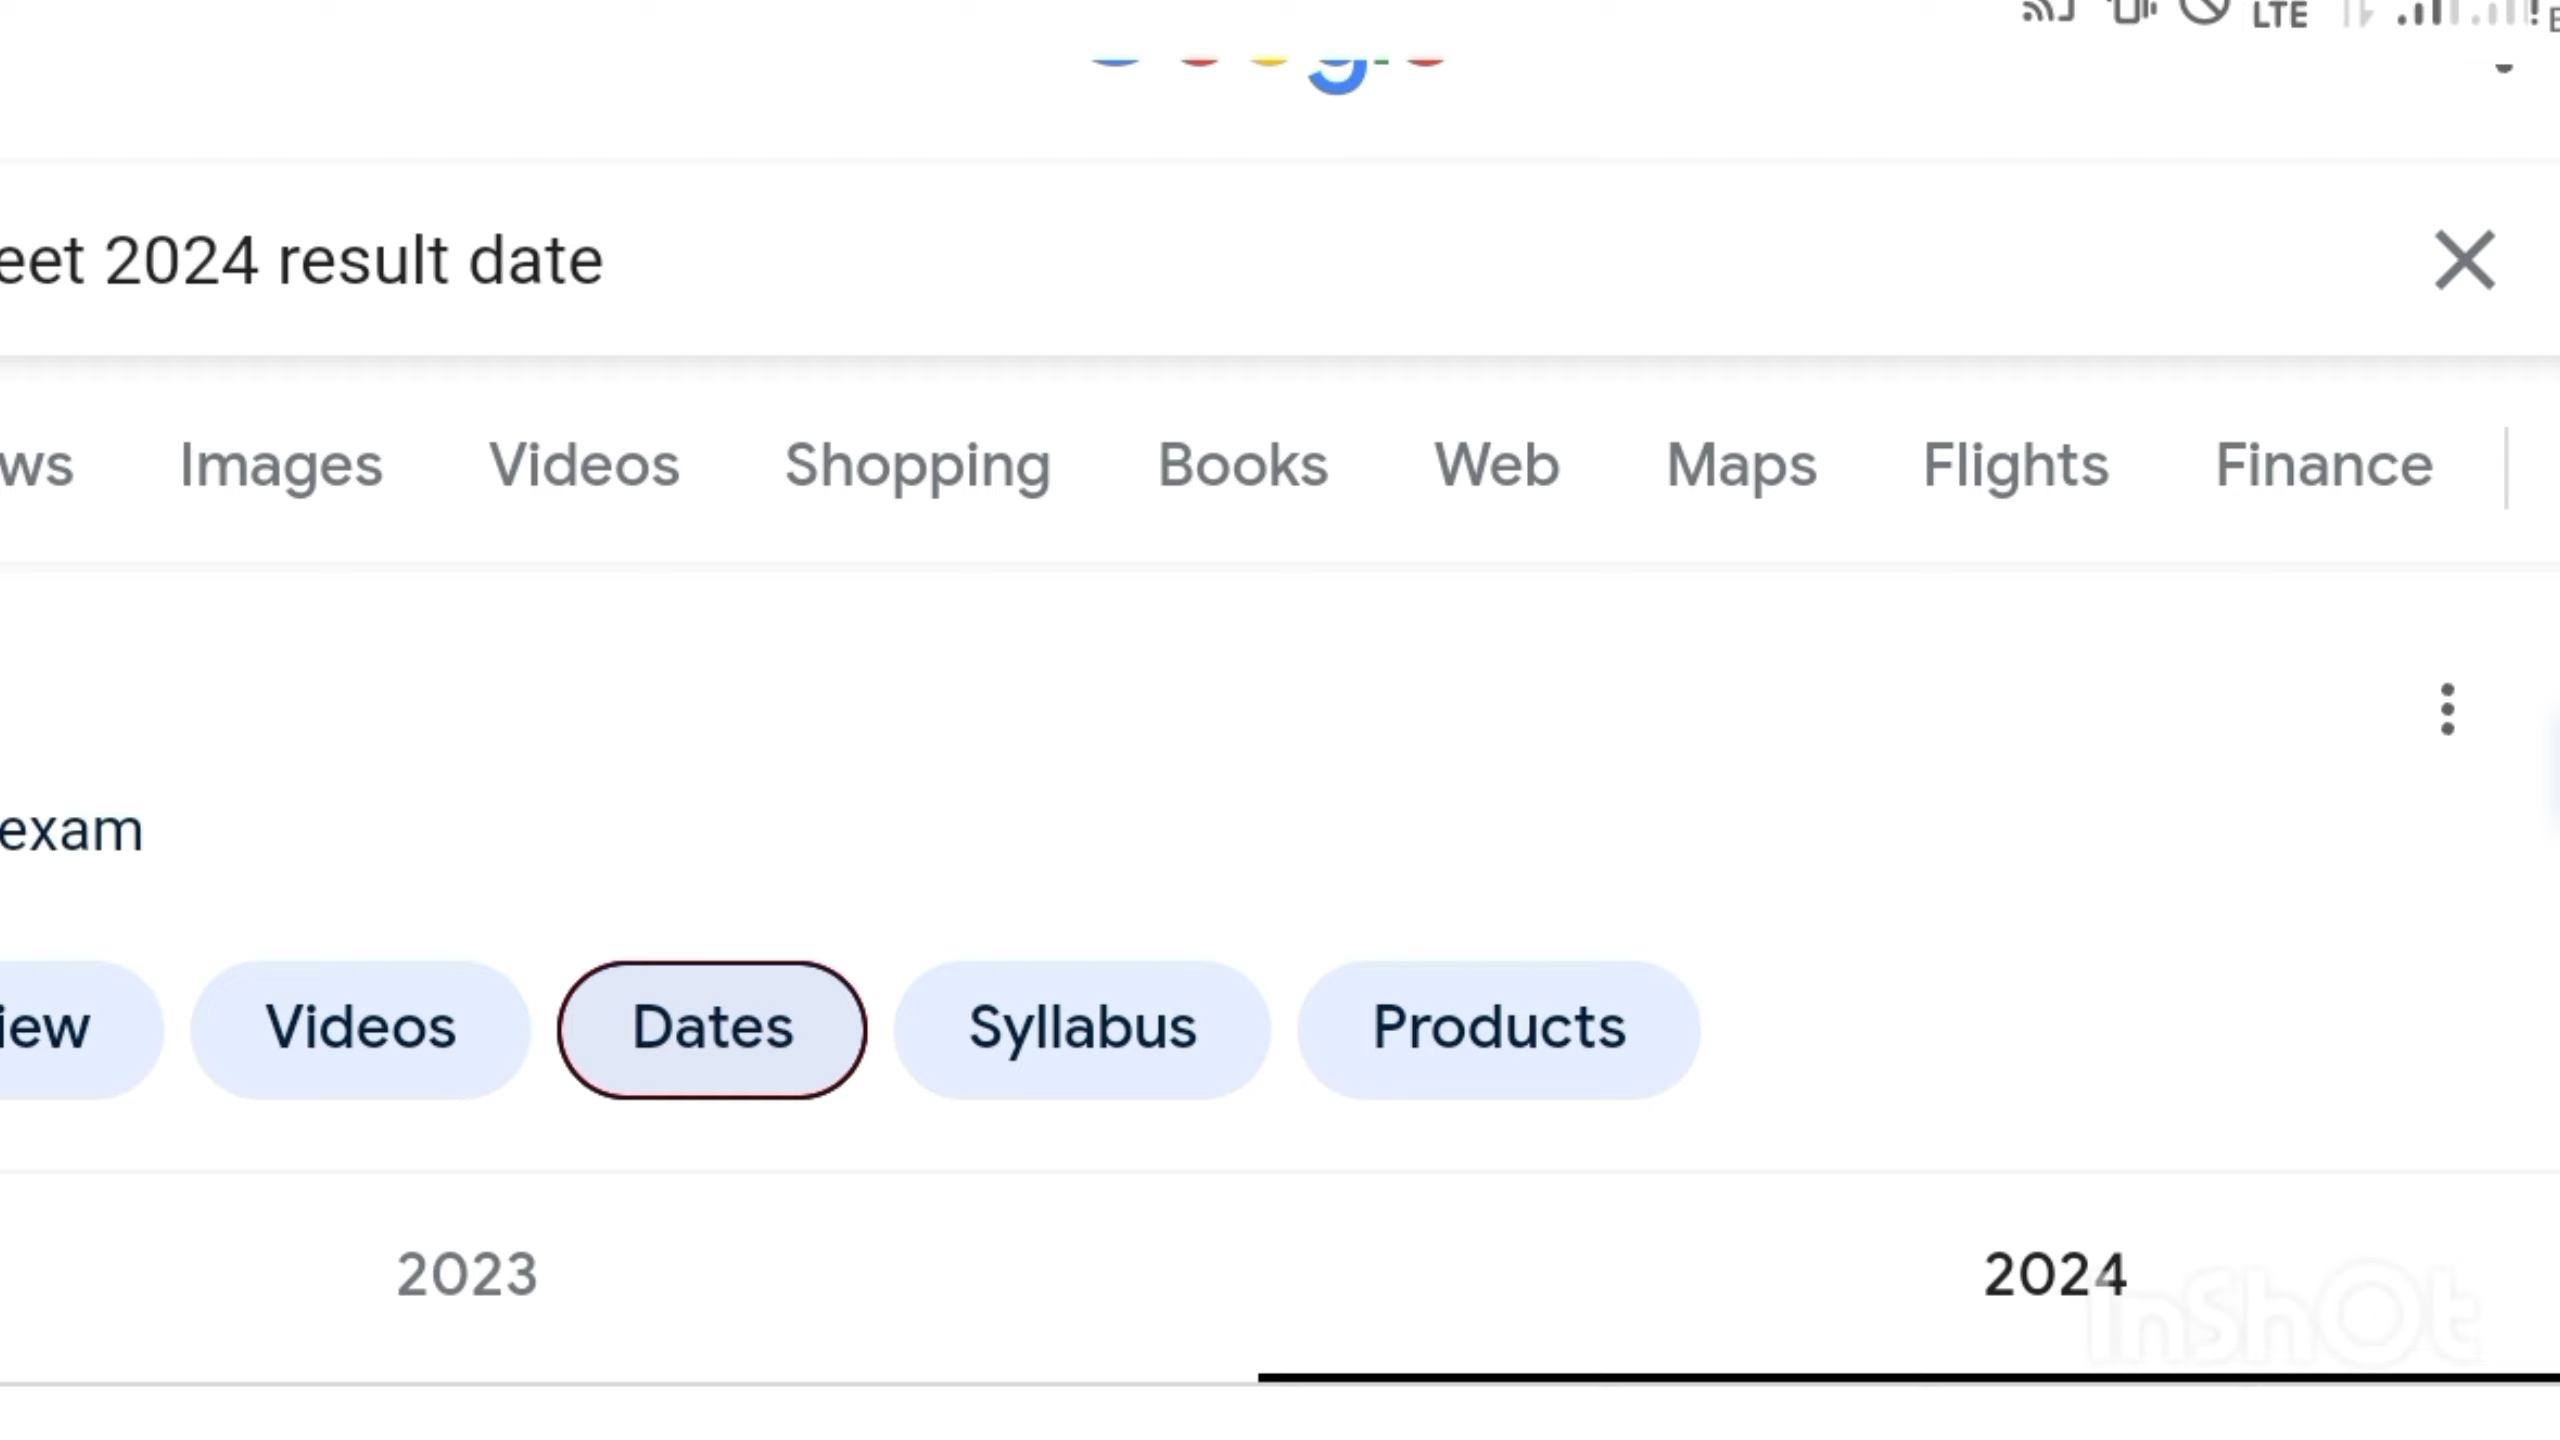 LTE
eet 2024 result date
ws Images Videos Shopping Books Web Maps Flights Finance
exam
iew Videos Dates Syllabus Products
2023 2024
InShOt